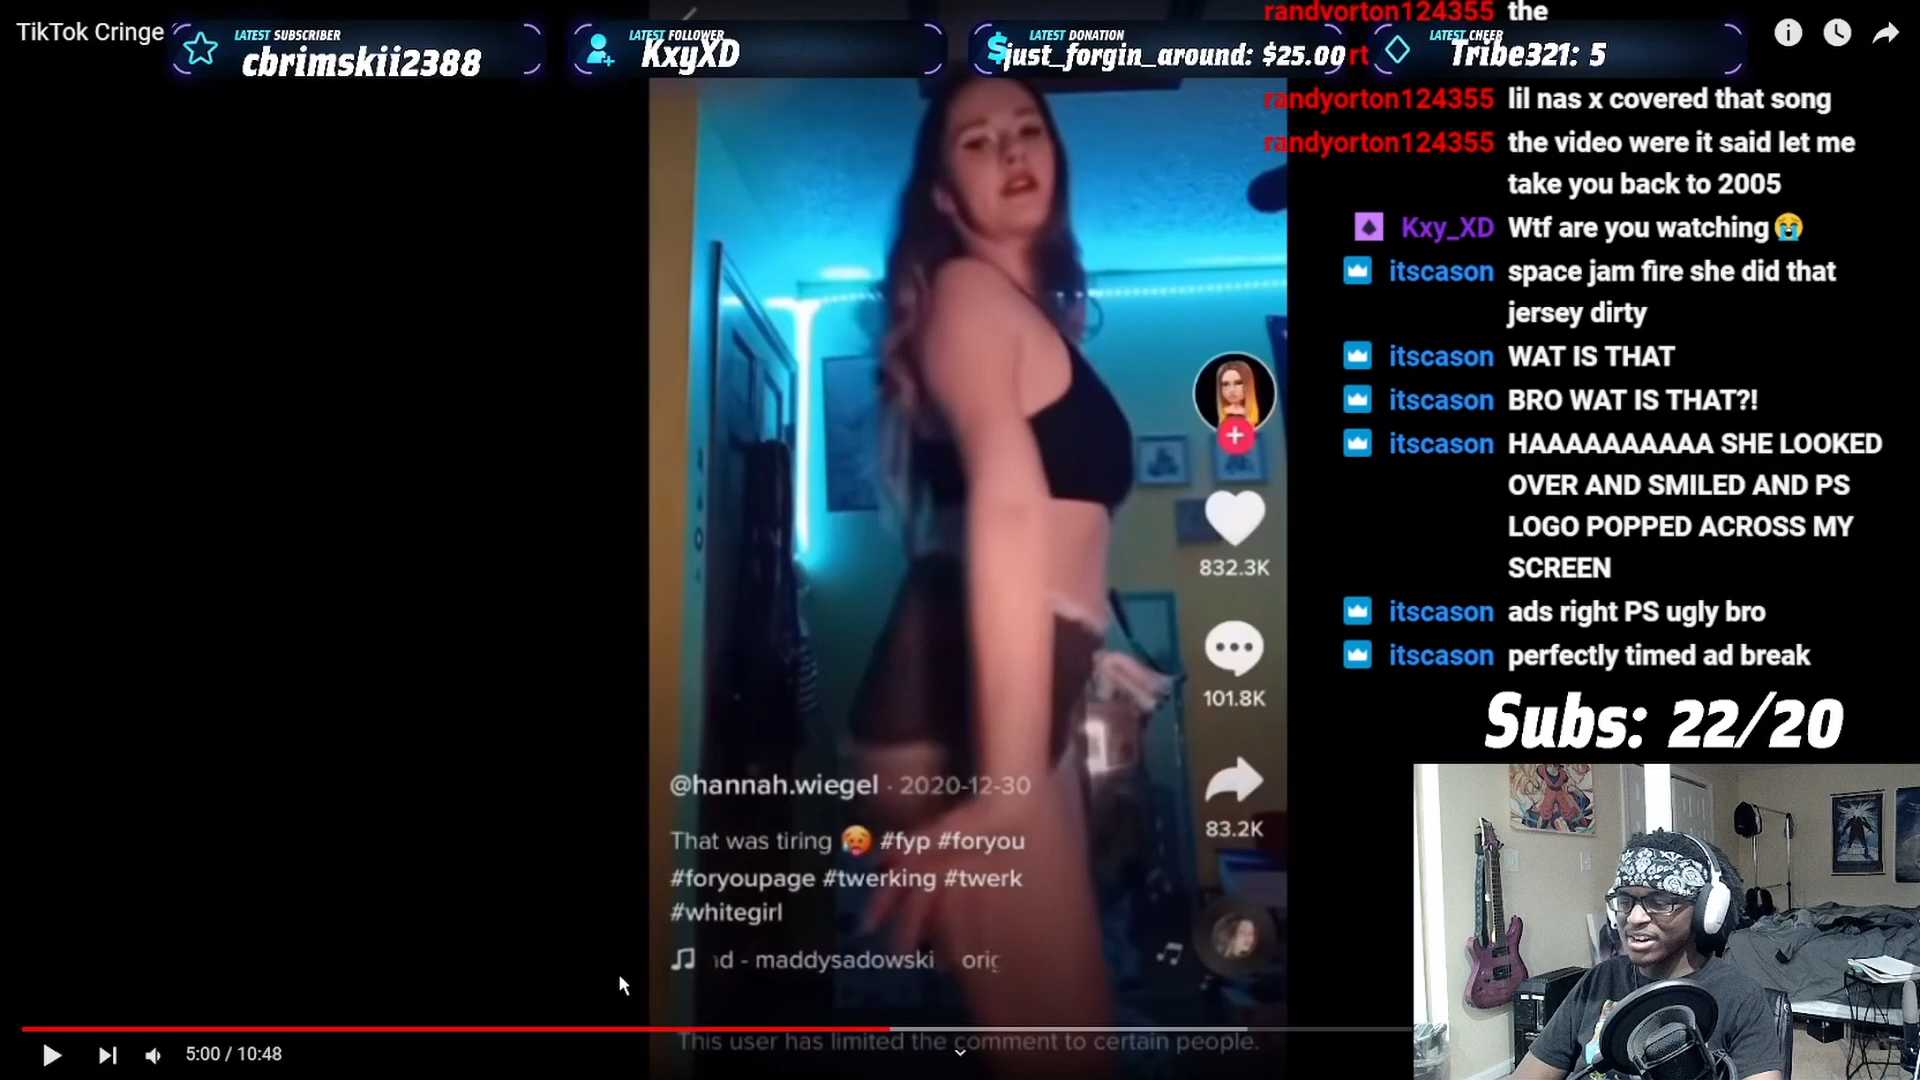 TikTok Cringe
LATEST SUBSCRIBER
cbrimskii2388
LATEST FOLLOWER
KxyXD
LATEST DONATION
just_forgin_around: $25.00
LATEST CHEER
Tribe321: 5
randyorton124355 the
rt
randyorton124355 lil nas x covered that song
randyorton124355 the video were it said let me
take you back to 2005
Kxy_XD Wtf are you watching😭
itscason space jam fire she did that
jersey dirty
itscason WAT IS THAT
itscason BRO WAT IS THAT?!
itscason HAAAAAAAAAA SHE LOOKED
OVER AND SMILED AND PS
LOGO POPPED ACROSS MY
SCREEN
itscason ads right PS ugly bro
itscason perfectly timed ad break
Subs: 22/20
832.3K
101.8K
83.2K
@hannah.wiegel · 2020-12-30
That was tiring 🥵 #fyp #foryou
#foryoupage #twerking #twerk
#whitegirl
nd - maddysadowski orig
This user has limited the comment to certain people.
5:00 / 10:48